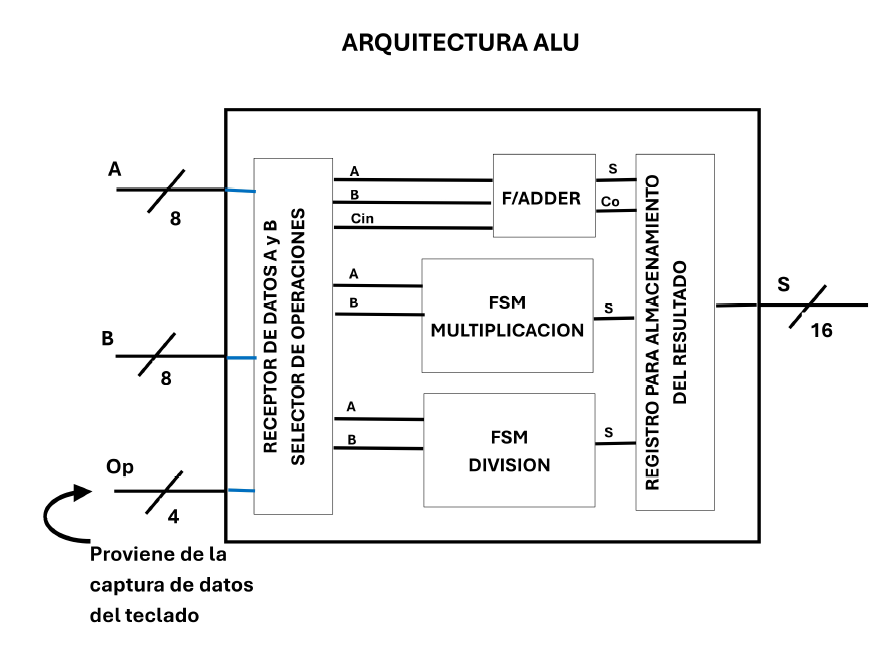 ARQUITECTURA ALU
A
8
B
8
Op
4
Proviene de la
captura de datos
del teclado
RECEPTOR DE DATOS A y B
SELECTOR DE OPERACIONES
A
B
Cin
F/ADDER
S
Co
A
B
FSM
MULTIPLICACION
S
A
B
FSM
DIVISION
S
REGISTRO PARA ALMACENAMIENTO
DEL RESULTADO
S
16